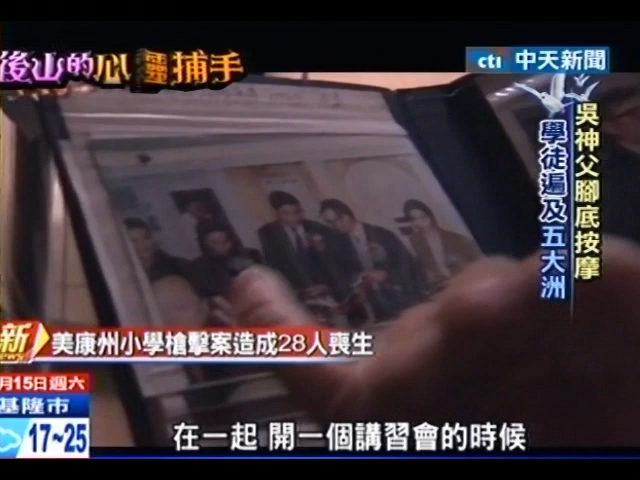 後山的心靈捕手
cti 中天新聞
吳神父腳底按摩
學徒遍及五大洲
新
NEWS
美康州小學槍擊案造成28人喪生
月15日週六
基隆市
17~25
在一起 開一個講習會的時候